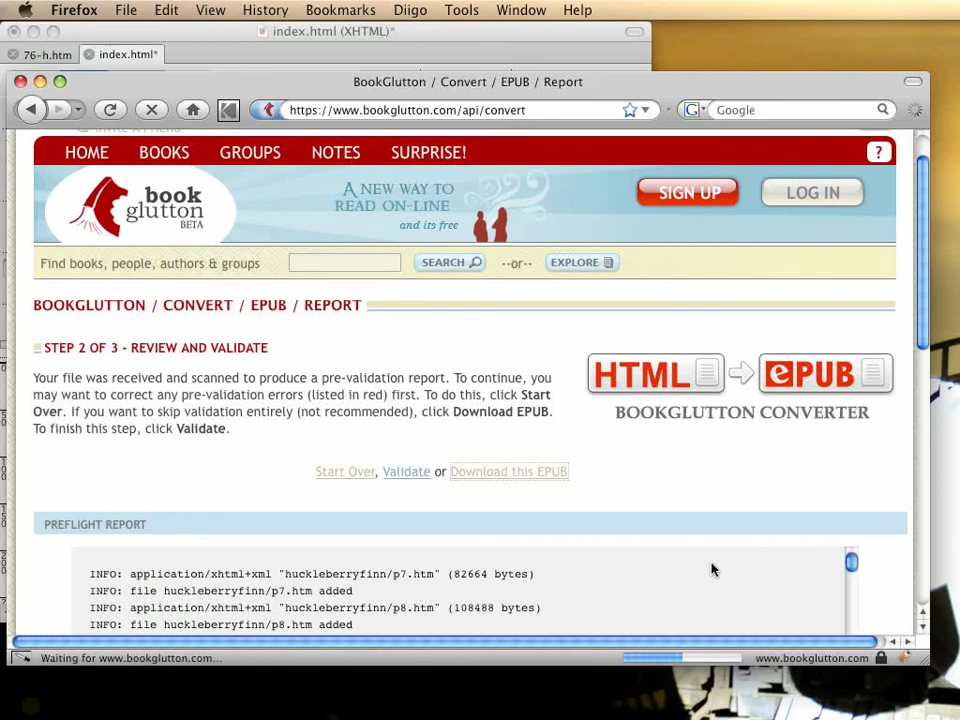 Firefox File Edit View History Bookmarks Diigo Tools Window Help
index.html (XHTML)*
76-h.htm index.html*
BookGlutton / Convert / EPUB / Report
https://www.bookglutton.com/api/convert G Google
Invite A Friend
HOME BOOKS GROUPS NOTES SURPRISE! ?
book glutton BETA
A NEW WAY TO
READ ON-LINE
and its free
SIGN UP LOG IN
Find books, people, authors & groups SEARCH --or-- EXPLORE
BOOKGLUTTON / CONVERT / EPUB / REPORT
STEP 2 OF 3 - REVIEW AND VALIDATE
Your file was received and scanned to produce a pre-validation report. To continue, you
may want to correct any pre-validation errors (listed in red) first. To do this, click Start
Over. If you want to skip validation entirely (not recommended), click Download EPUB.
To finish this step, click Validate.
HTML ePUB
BOOKGLUTTON CONVERTER
Start Over, Validate or Download this EPUB
PREFLIGHT REPORT
INFO: application/xhtml+xml "huckleberryfinn/p7.htm" (82664 bytes)
INFO: file huckleberryfinn/p7.htm added
INFO: application/xhtml+xml "huckleberryfinn/p8.htm" (108488 bytes)
INFO: file huckleberryfinn/p8.htm added
Waiting for www.bookglutton.com... www.bookglutton.com